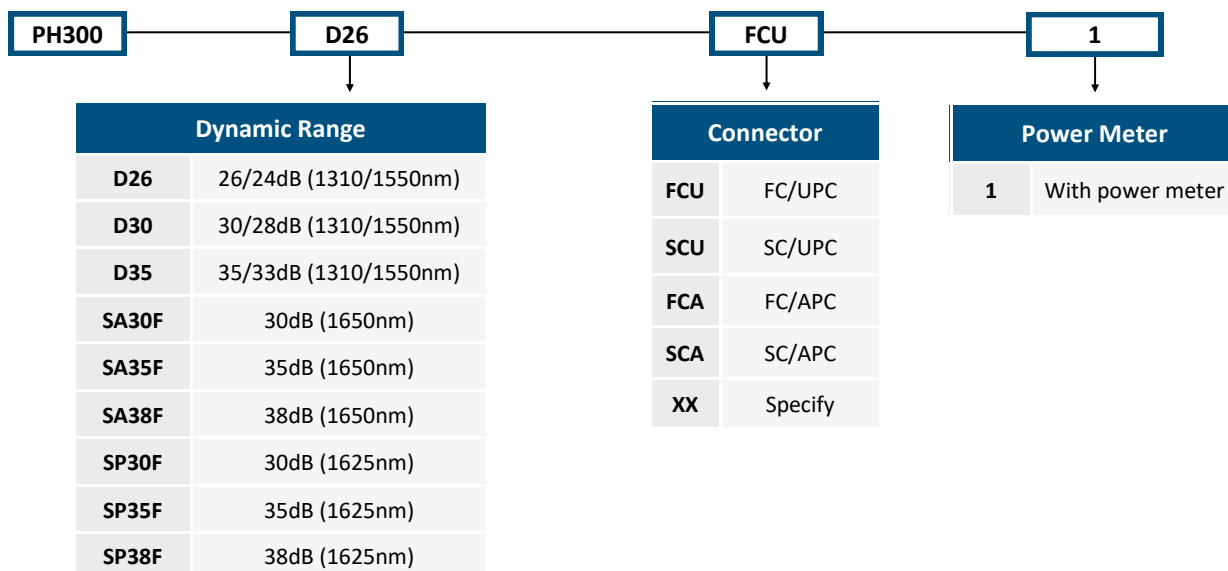 PH300 D26 FCU 1
Dynamic Range
D26 26/24dB (1310/1550nm)
D30 30/28dB (1310/1550nm)
D35 35/33dB (1310/1550nm)
SA30F 30dB (1650nm)
SA35F 35dB (1650nm)
SA38F 38dB (1650nm)
SP30F 30dB (1625nm)
SP35F 35dB (1625nm)
SP38F 38dB (1625nm)
Connector
FCU FC/UPC
SCU SC/UPC
FCA FC/APC
SCA SC/APC
XX Specify
Power Meter
1 With power meter